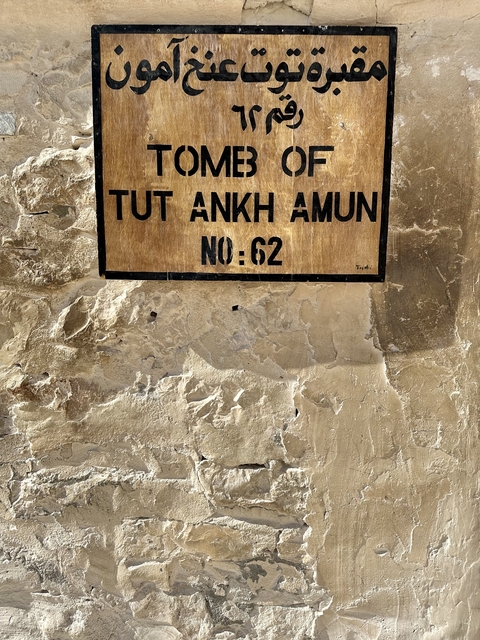 مقبرة توت عنخ آمون
رقم ٦٢
TOMB OF
TUT ANKH AMUN
NO: 62